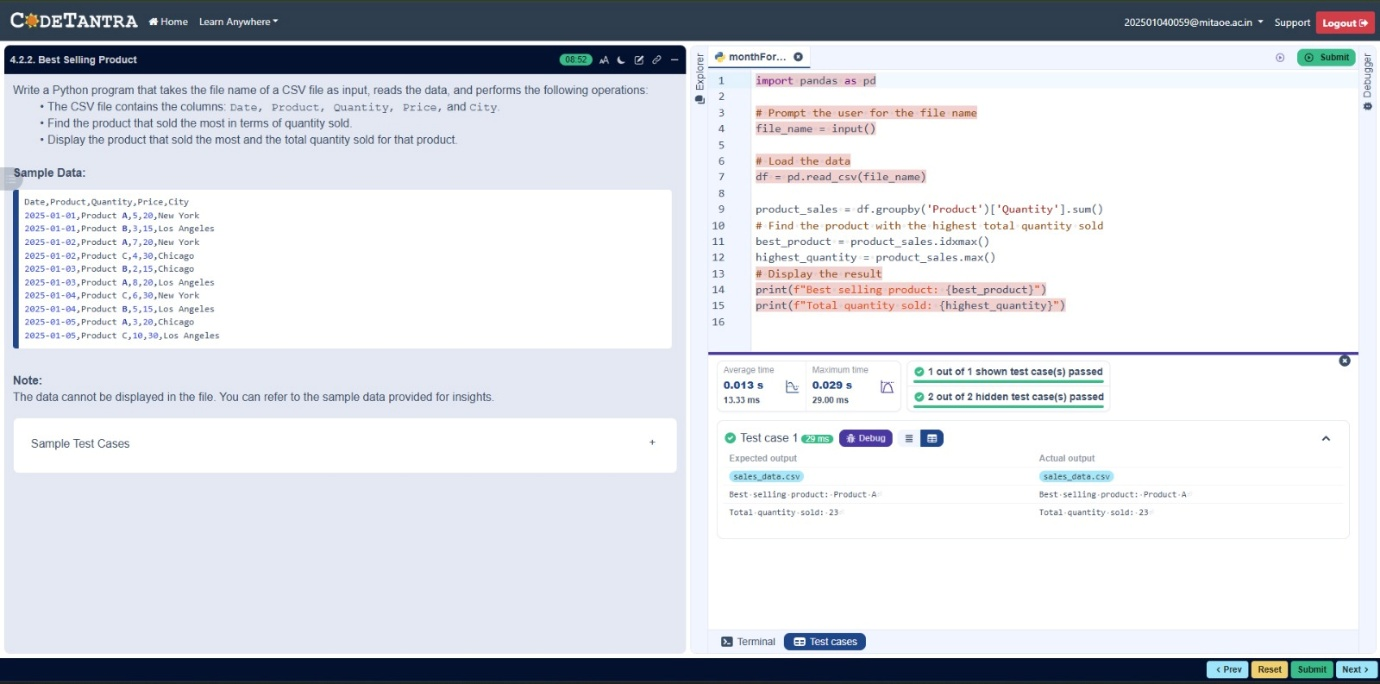 CODETANTRA Home Learn Anywhere 202501040059@mitaoe.ac.in Support Logout
4.2.2. Best Selling Product 08:52 AA
Write a Python program that takes the file name of a CSV file as input, reads the data, and performs the following operations:
• The CSV file contains the columns: Date, Product, Quantity, Price, and City.
• Find the product that sold the most in terms of quantity sold.
• Display the product that sold the most and the total quantity sold for that product.
Sample Data:
Date,Product,Quantity,Price,City
2025-01-01,Product A,5,20,New York
2025-01-01,Product B,3,15,Los Angeles
2025-01-02,Product A,7,20,New York
2025-01-02,Product C,4,30,Chicago
2025-01-03,Product B,2,15,Chicago
2025-01-03,Product A,8,20,Los Angeles
2025-01-04,Product C,6,30,New York
2025-01-04,Product B,5,15,Los Angeles
2025-01-05,Product A,3,20,Chicago
2025-01-05,Product C,10,30,Los Angeles
Note:
The data cannot be displayed in the file. You can refer to the sample data provided for insights.
Sample Test Cases +
Explorer
monthFor... Submit
Debugger
1 import pandas as pd
2
3 # Prompt the user for the file name
4 file_name = input()
5
6 # Load the data
7 df = pd.read_csv(file_name)
8
9 product_sales = df.groupby('Product')['Quantity'].sum()
10 # Find the product with the highest total quantity sold
11 best_product = product_sales.idxmax()
12 highest_quantity = product_sales.max()
13 # Display the result
14 print(f"Best selling product: {best_product}")
15 print(f"Total quantity sold: {highest_quantity}")
16
Average time Maximum time
0.013 s 0.029 s
13.33 ms 29.00 ms
1 out of 1 shown test case(s) passed
2 out of 2 hidden test case(s) passed
Test case 1 29 ms Debug
Expected output Actual output
sales_data.csv sales_data.csv
Best selling product: Product A Best selling product: Product A
Total quantity sold: 23 Total quantity sold: 23
Terminal Test cases
< Prev Reset Submit Next >